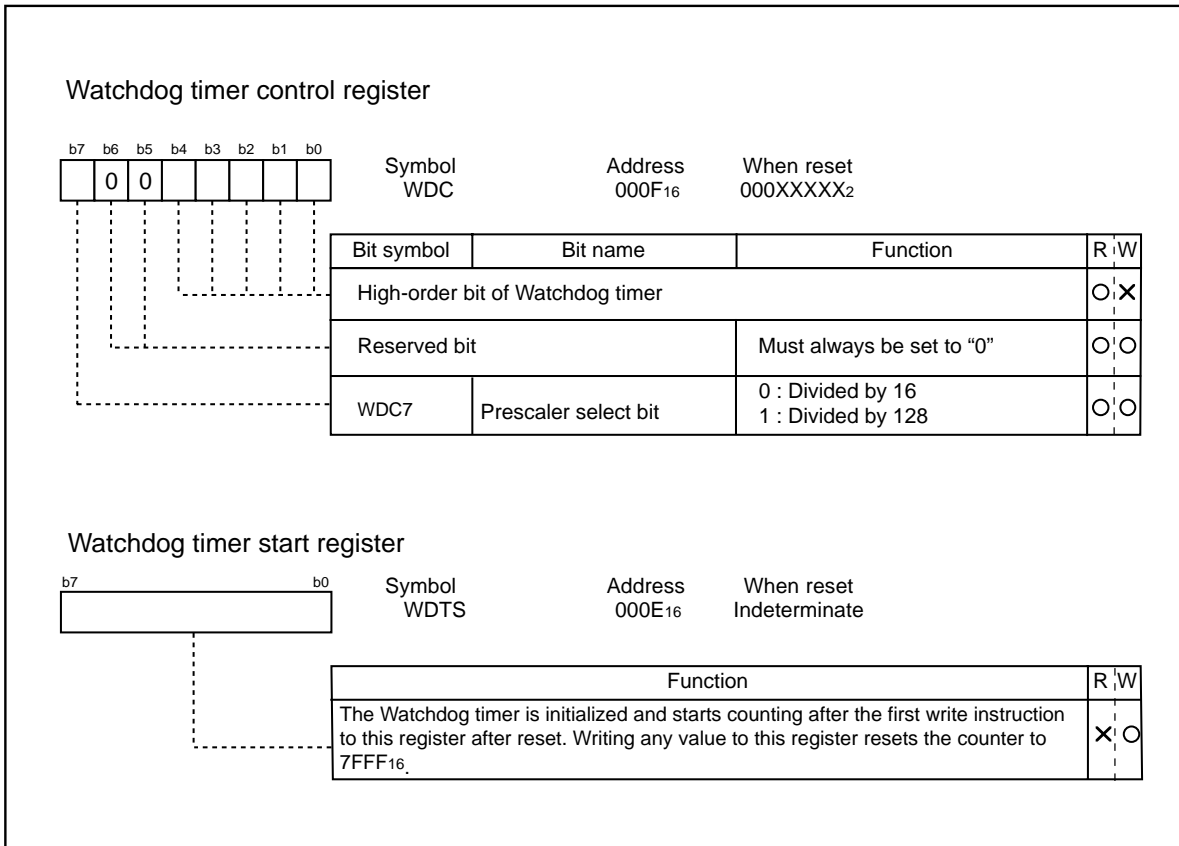 Watchdog timer control register
b7 b6 b5 b4 b3 b2 b1 b0
Symbol Address When reset
0 0
WDC 000F16 000XXXXX2
Bit symbol Bit name Function R W
High-order bit of Watchdog timer
Reserved bit Must always be set to “0”
WDC7 Prescaler select bit 0 : Divided by 16
1 : Divided by 128
Watchdog timer start register
b7 b0
Symbol Address When reset
WDTS 000E16 Indeterminate
Function R W
The Watchdog timer is initialized and starts counting after the first write instruction
to this register after reset. Writing any value to this register resets the counter to
7FFF16.